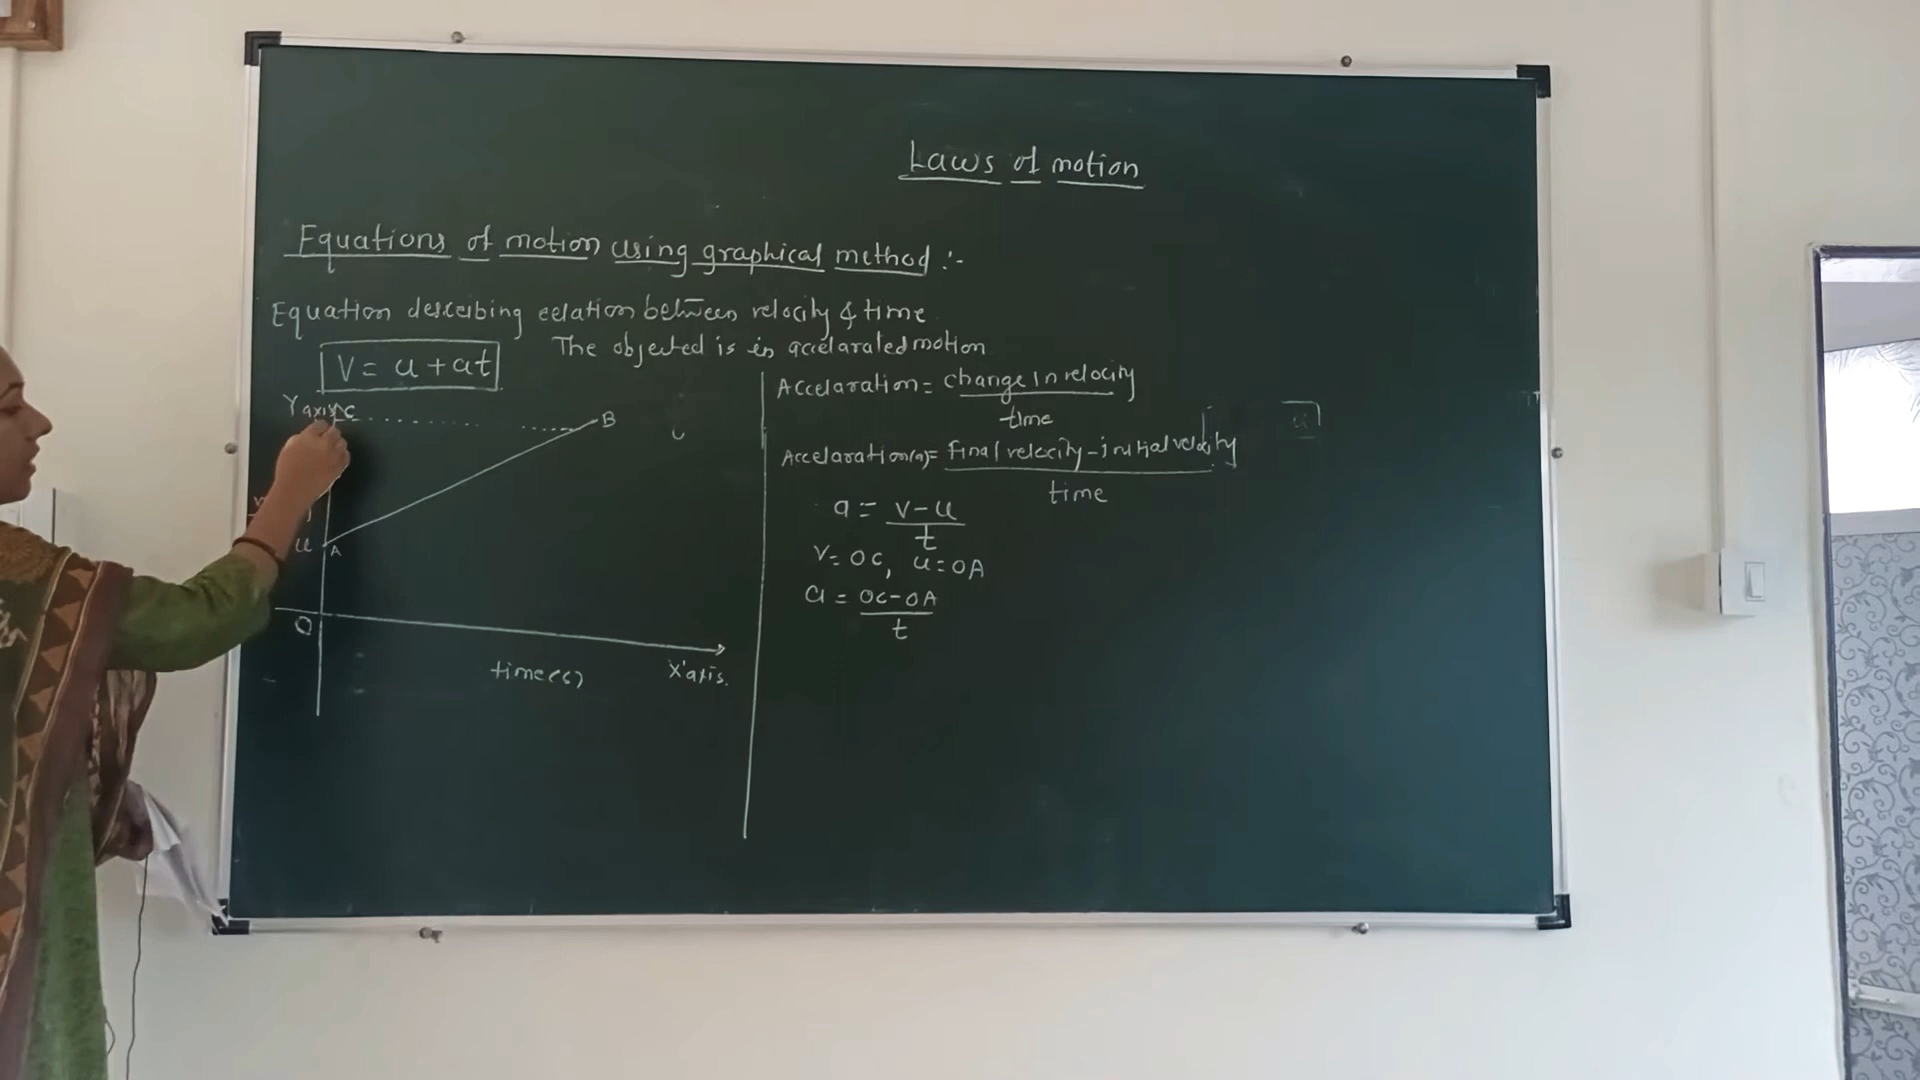 Laws of motion
Equations of motion using graphical method :-
Equation describing relation between velocity & time
The objected is in accelarated motion
V = u + at
Y axis C
B
u A
O
time(s)
X'axis.
Accelaration = change in velocity
time
Accelaration(a) = final velocity - initial velocity
time
a = v - u
t
V = OC, u = OA
a = OC - OA
t